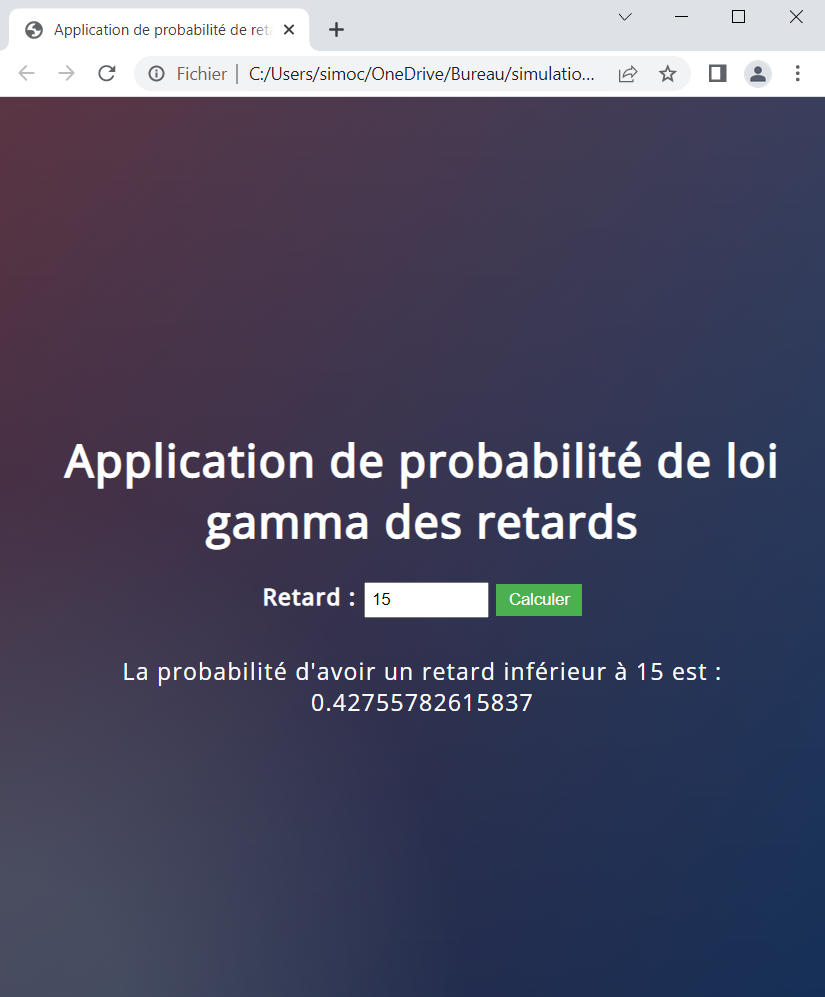 Application de probabilité de reta
Fichier
C:/Users/simoc/OneDrive/Bureau/simulatio...
Application de probabilité de loi
gamma des retards
Retard :
15
Calculer
La probabilité d'avoir un retard inférieur à 15 est :
0.42755782615837